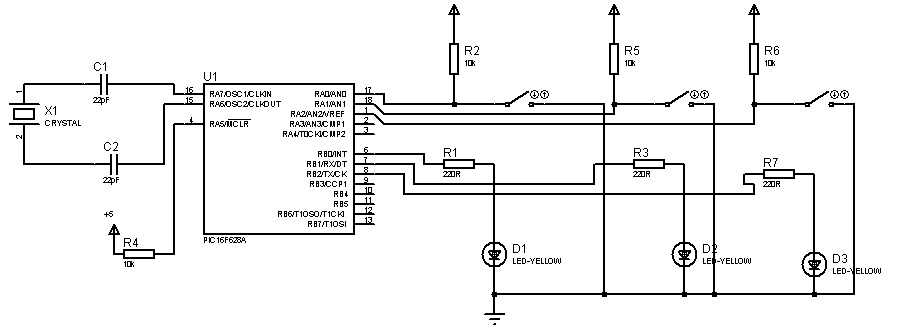 R2
10k
R5
10k
R6
10k
C1
22pF
U1
1
X1
CRYSTAL
2
16
15
4
RA7/OSC1/CLKIN
RA6/OSC2/CLKOUT
RA5/MCLR
RA0/AN0
RA1/AN1
RA2/AN2/VREF
RA3/AN3/CMP1
RA4/T0CKI/CMP2
17
18
1
2
3
RB0/INT
RB1/RX/DT
RB2/TX/CK
RB3/CCP1
RB4
RB5
RB6/T1OSO/T1CKI
RB7/T1OSI
6
7
8
9
10
11
12
13
PIC16F628A
C2
22pF
R1
220R
R3
220R
R7
220R
+5
R4
10k
D1
LED-YELLOW
D2
LED-YELLOW
D3
LED-YELLOW